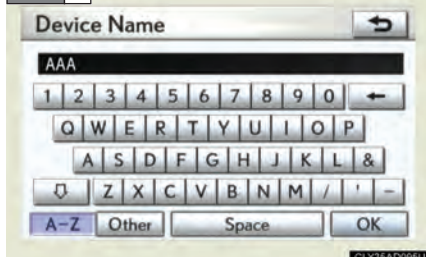 Device Name
AAA
1 2 3 4 5 6 7 8 9 0 ←
Q W E R T Y U I O P
A S D F G H J K L &
⇩ Z X C V B N M / ' -
A-Z Other Space OK